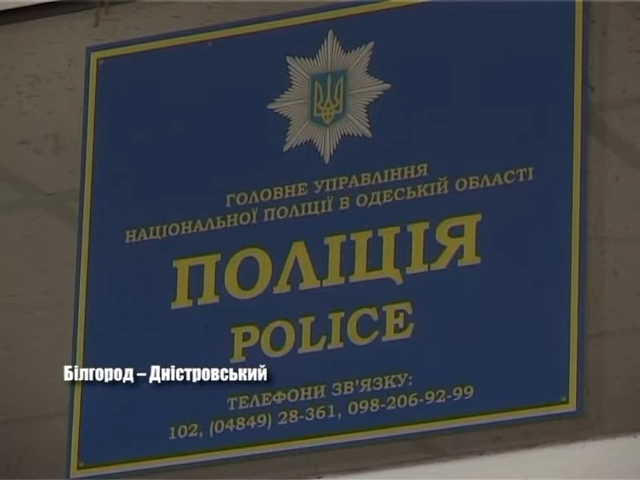 ГОЛОВНЕ УПРАВЛІННЯ
НАЦІОНАЛЬНОЇ ПОЛІЦІЇ В ОДЕСЬКІЙ ОБЛАСТІ
ПОЛІЦІЯ
POLICE
Білгород – Дністровський
ТЕЛЕФОНИ ЗВ'ЯЗКУ:
102, (04849) 28-361, 098-206-92-99